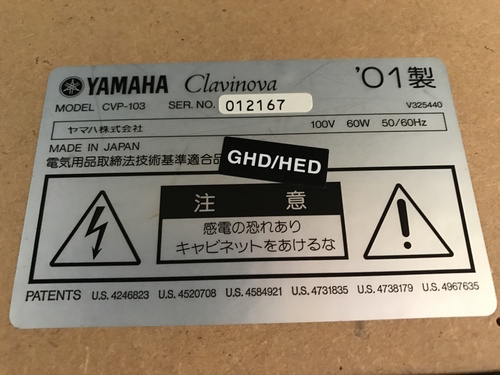 YAMAHA Clavinova '01製
MODEL CVP-103 SER. NO. 012167 V325440
ヤマハ株式会社 100V 60W 50/60Hz
MADE IN JAPAN
電気用品取締法技術基準適合品
GHD/HED
注 意
感電の恐れあり
キャビネットをあけるな
PATENTS U.S. 4246823 U.S. 4520708 U.S. 4584921 U.S. 4731835 U.S. 4738179 U.S. 4967635